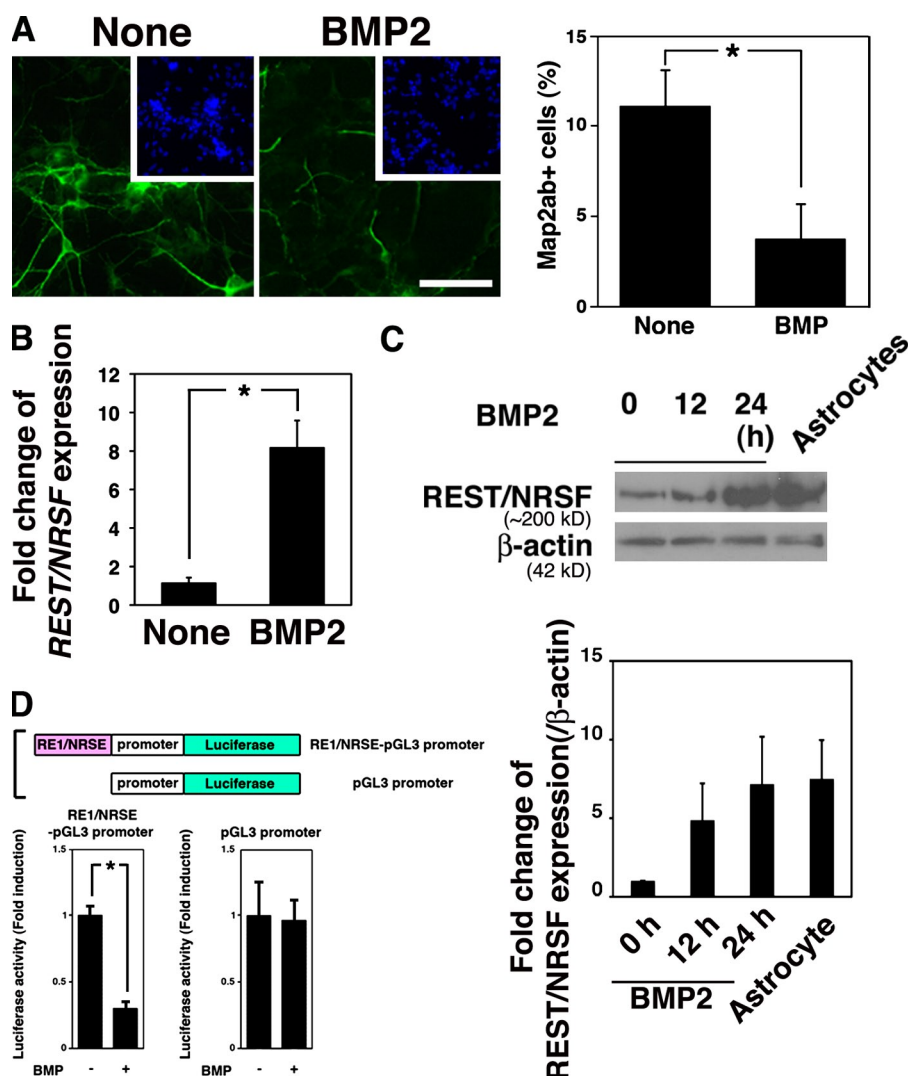 A
None
BMP2
Map2ab+ cells (%)
15
10
5
0
*
None
BMP
B
Fold change of
REST/NRSF expression
12
10
8
6
4
2
0
*
None
BMP2
C
BMP2
0
12
24
(h)
Astrocytes
REST/NRSF
(~200 kD)
β-actin
(42 kD)
Fold change of
REST/NRSF expression(/β-actin)
15
10
5
0
0 h
12 h
24 h
Astrocyte
BMP2
D
RE1/NRSE
promoter
Luciferase
RE1/NRSE-pGL3 promoter
promoter
Luciferase
pGL3 promoter
RE1/NRSE
-pGL3 promoter
Luciferase activity (Fold induction)
1.5
1
0.5
0
*
BMP
-
+
pGL3 promoter
Luciferase activity (Fold induction)
1.5
1
0.5
0
BMP
-
+